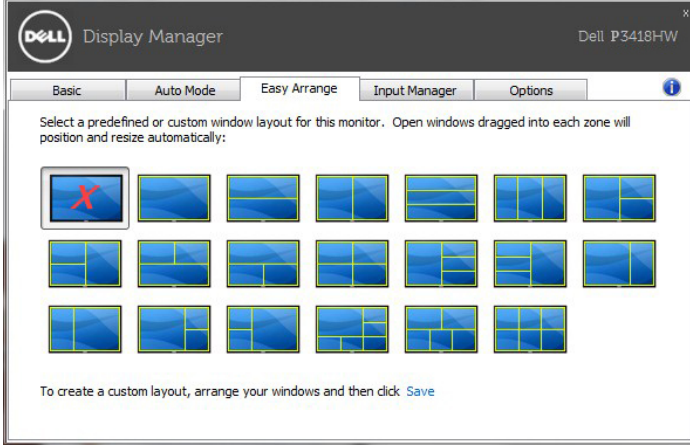 x
DELL Display Manager Dell P3418HW
Basic Auto Mode Easy Arrange Input Manager Options i
Select a predefined or custom window layout for this monitor. Open windows dragged into each zone will
position and resize automatically:
X
To create a custom layout, arrange your windows and then click Save